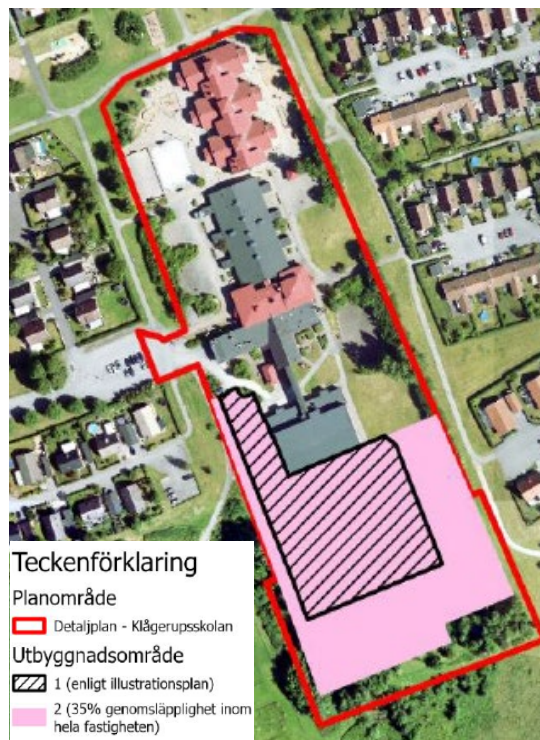 Teckenförklaring
Planområde
Detaljplan - Klågerupsskolan
Utbyggnadsområde
1 (enligt illustrationsplan)
2 (35% genomsläpplighet inom
hela fastigheten)